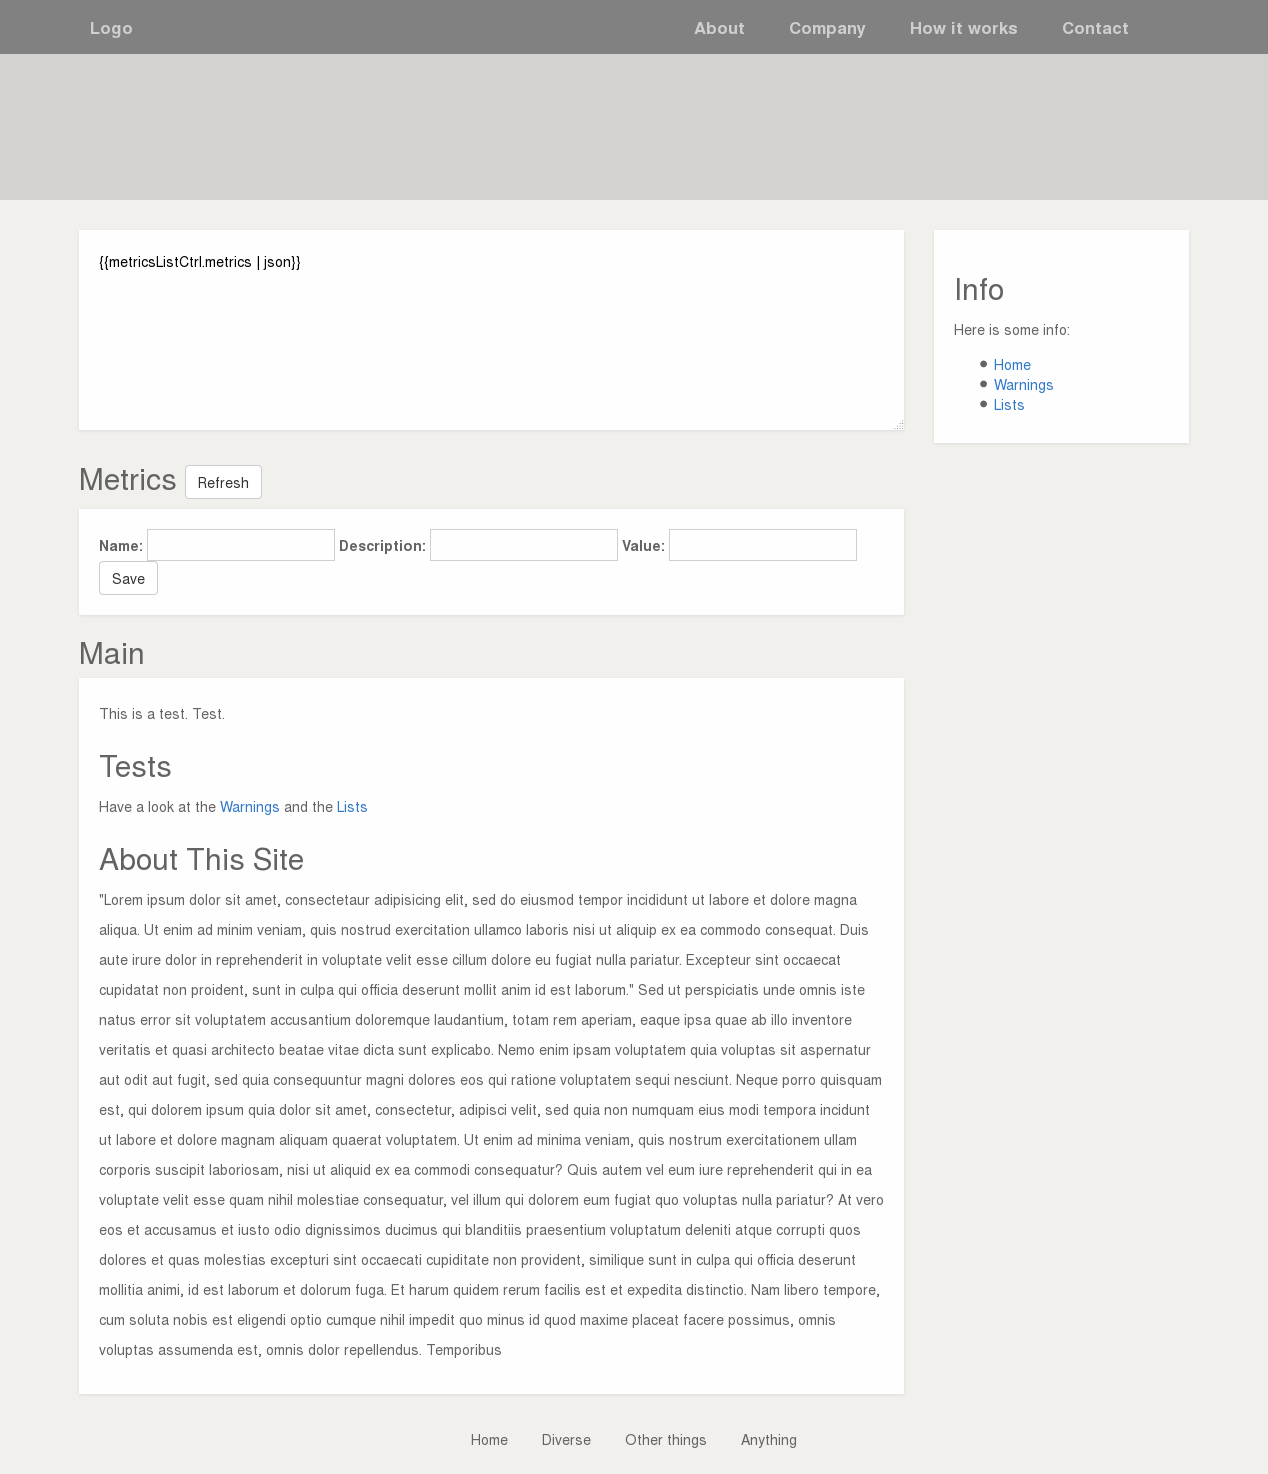 Logo About Company How it works Contact
{{metricsListCtrl.metrics | json}}
Info
Here is some info:
Home
Warnings
Lists
Metrics Refresh
Name: Description: Value:
Save
Main
This is a test. Test.
Tests
Have a look at the Warnings and the Lists
About This Site
"Lorem ipsum dolor sit amet, consectetaur adipisicing elit, sed do eiusmod tempor incididunt ut labore et dolore magna
aliqua. Ut enim ad minim veniam, quis nostrud exercitation ullamco laboris nisi ut aliquip ex ea commodo consequat. Duis
aute irure dolor in reprehenderit in voluptate velit esse cillum dolore eu fugiat nulla pariatur. Excepteur sint occaecat
cupidatat non proident, sunt in culpa qui officia deserunt mollit anim id est laborum." Sed ut perspiciatis unde omnis iste
natus error sit voluptatem accusantium doloremque laudantium, totam rem aperiam, eaque ipsa quae ab illo inventore
veritatis et quasi architecto beatae vitae dicta sunt explicabo. Nemo enim ipsam voluptatem quia voluptas sit aspernatur
aut odit aut fugit, sed quia consequuntur magni dolores eos qui ratione voluptatem sequi nesciunt. Neque porro quisquam
est, qui dolorem ipsum quia dolor sit amet, consectetur, adipisci velit, sed quia non numquam eius modi tempora incidunt
ut labore et dolore magnam aliquam quaerat voluptatem. Ut enim ad minima veniam, quis nostrum exercitationem ullam
corporis suscipit laboriosam, nisi ut aliquid ex ea commodi consequatur? Quis autem vel eum iure reprehenderit qui in ea
voluptate velit esse quam nihil molestiae consequatur, vel illum qui dolorem eum fugiat quo voluptas nulla pariatur? At vero
eos et accusamus et iusto odio dignissimos ducimus qui blanditiis praesentium voluptatum deleniti atque corrupti quos
dolores et quas molestias excepturi sint occaecati cupiditate non provident, similique sunt in culpa qui officia deserunt
mollitia animi, id est laborum et dolorum fuga. Et harum quidem rerum facilis est et expedita distinctio. Nam libero tempore,
cum soluta nobis est eligendi optio cumque nihil impedit quo minus id quod maxime placeat facere possimus, omnis
voluptas assumenda est, omnis dolor repellendus. Temporibus
Home Diverse Other things Anything